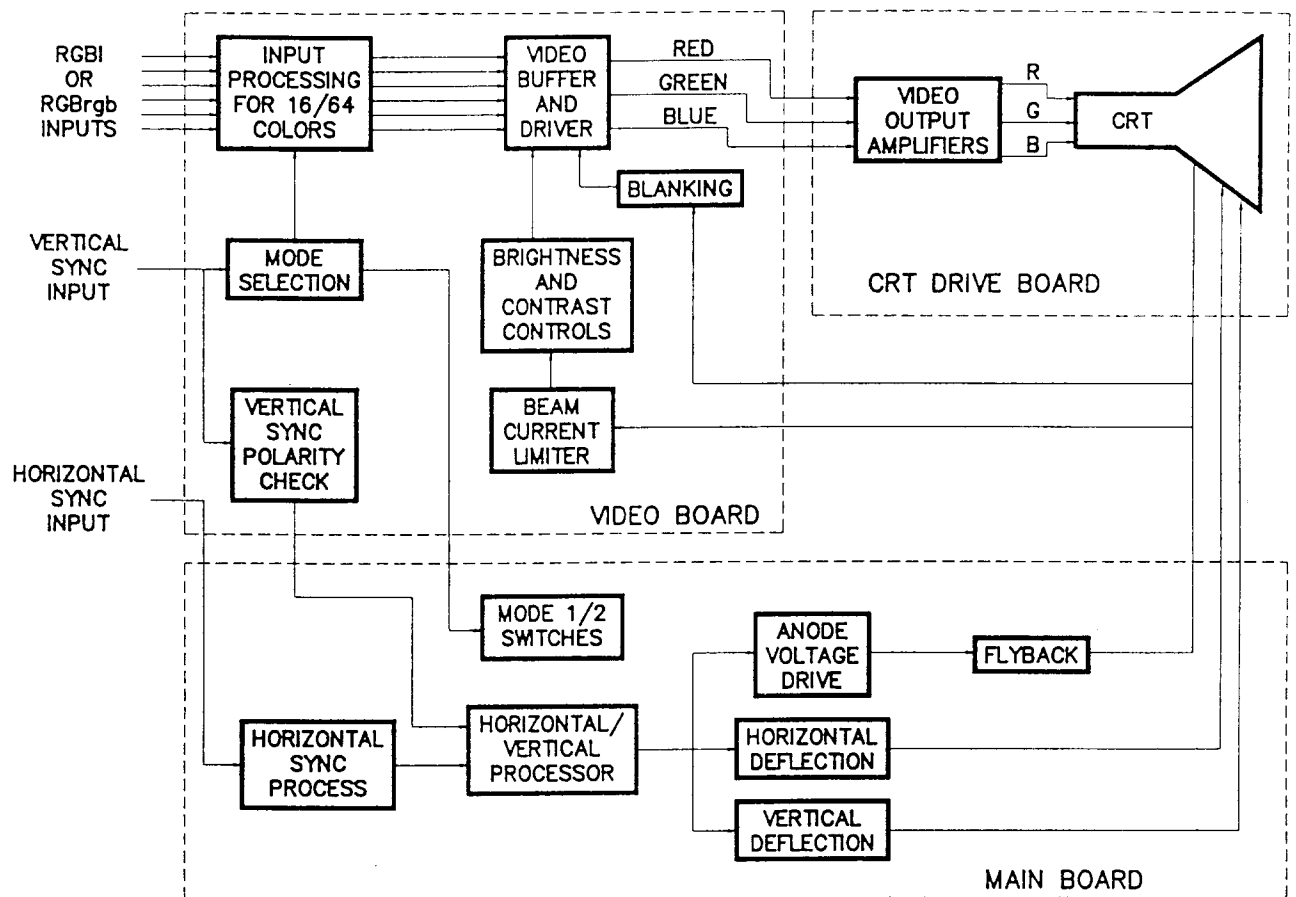 RGBI
OR
RGBrgb
INPUTS
INPUT
PROCESSING
FOR 16/64
COLORS
VIDEO
BUFFER
AND
DRIVER
RED
GREEN
BLUE
VIDEO
OUTPUT
AMPLIFIERS
R
G
B
CRT
BLANKING
VERTICAL
SYNC
INPUT
MODE
SELECTION
BRIGHTNESS
AND
CONTRAST
CONTROLS
CRT DRIVE BOARD
VERTICAL
SYNC
POLARITY
CHECK
BEAM
CURRENT
LIMITER
HORIZONTAL
SYNC
INPUT
VIDEO BOARD
MODE 1/2
SWITCHES
ANODE
VOLTAGE
DRIVE
FLYBACK
HORIZONTAL
SYNC
PROCESS
HORIZONTAL/
VERTICAL
PROCESSOR
HORIZONTAL
DEFLECTION
VERTICAL
DEFLECTION
MAIN BOARD